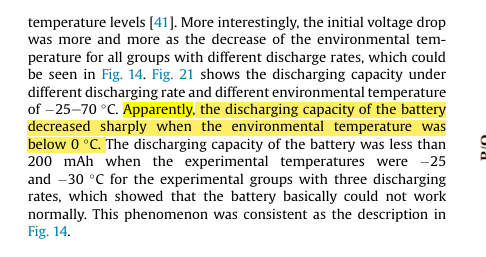 temperature levels [41]. More interestingly, the initial voltage drop
was more and more as the decrease of the environmental tem-
perature for all groups with different discharge rates, which could
be seen in Fig. 14. Fig. 21 shows the discharging capacity under
different discharging rate and different environmental temperature
of −25–70 °C. Apparently, the discharging capacity of the battery
decreased sharply when the environmental temperature was
below 0 °C. The discharging capacity of the battery was less than
200 mAh when the experimental temperatures were −25
and −30 °C for the experimental groups with three discharging
rates, which showed that the battery basically could not work
normally. This phenomenon was consistent as the description in
Fig. 14.